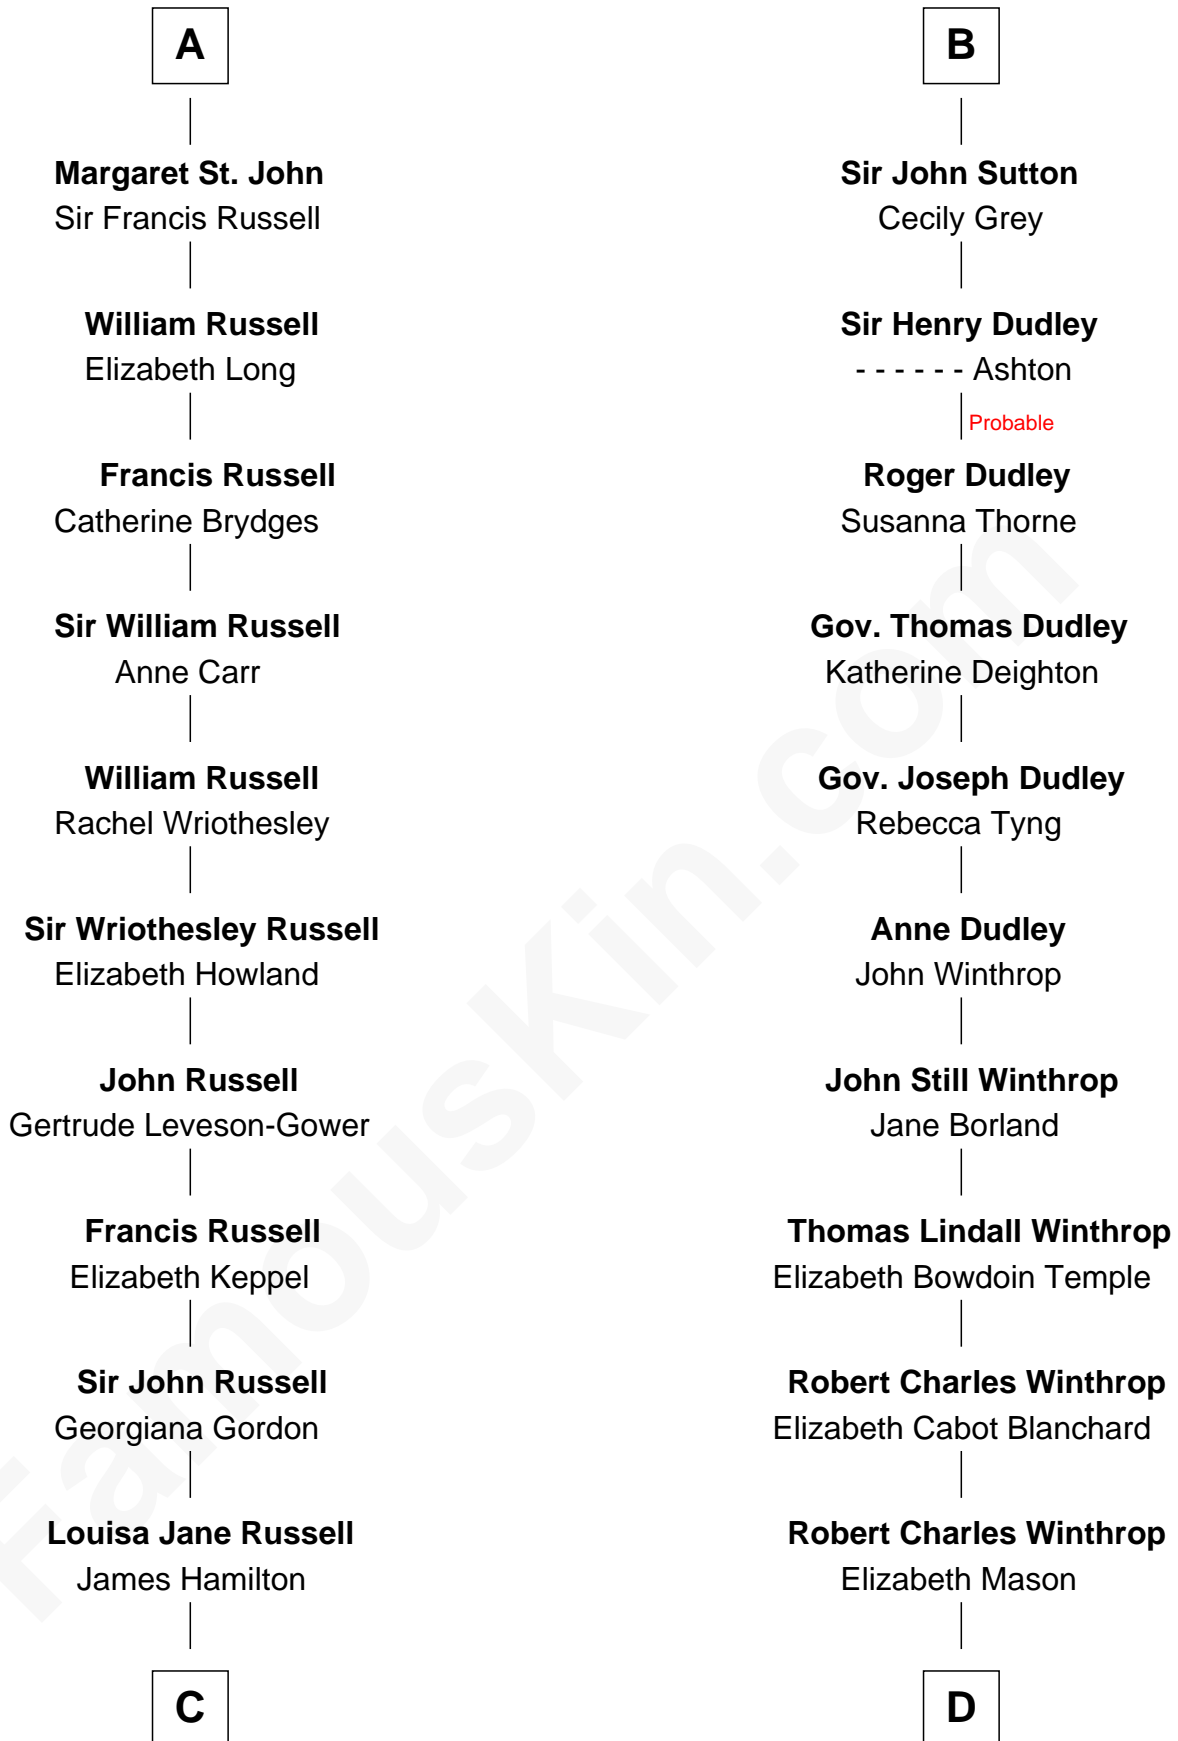 A
Margaret St. John
Sir Francis Russell
William Russell
Elizabeth Long
Francis Russell
Catherine Brydges
Sir William Russell
Anne Carr
William Russell
Rachel Wriothesley
Sir Wriothesley Russell
Elizabeth Howland
John Russell
Gertrude Leveson-Gower
Francis Russell
Elizabeth Keppel
Sir John Russell
Georgiana Gordon
Louisa Jane Russell
James Hamilton
C
B
Sir John Sutton
Cecily Grey
Sir Henry Dudley
- - - - - - Ashton
Probable
Roger Dudley
Susanna Thorne
Gov. Thomas Dudley
Katherine Deighton
Gov. Joseph Dudley
Rebecca Tyng
Anne Dudley
John Winthrop
John Still Winthrop
Jane Borland
Thomas Lindall Winthrop
Elizabeth Bowdoin Temple
Robert Charles Winthrop
Elizabeth Cabot Blanchard
Robert Charles Winthrop
Elizabeth Mason
D
FamousKin.com